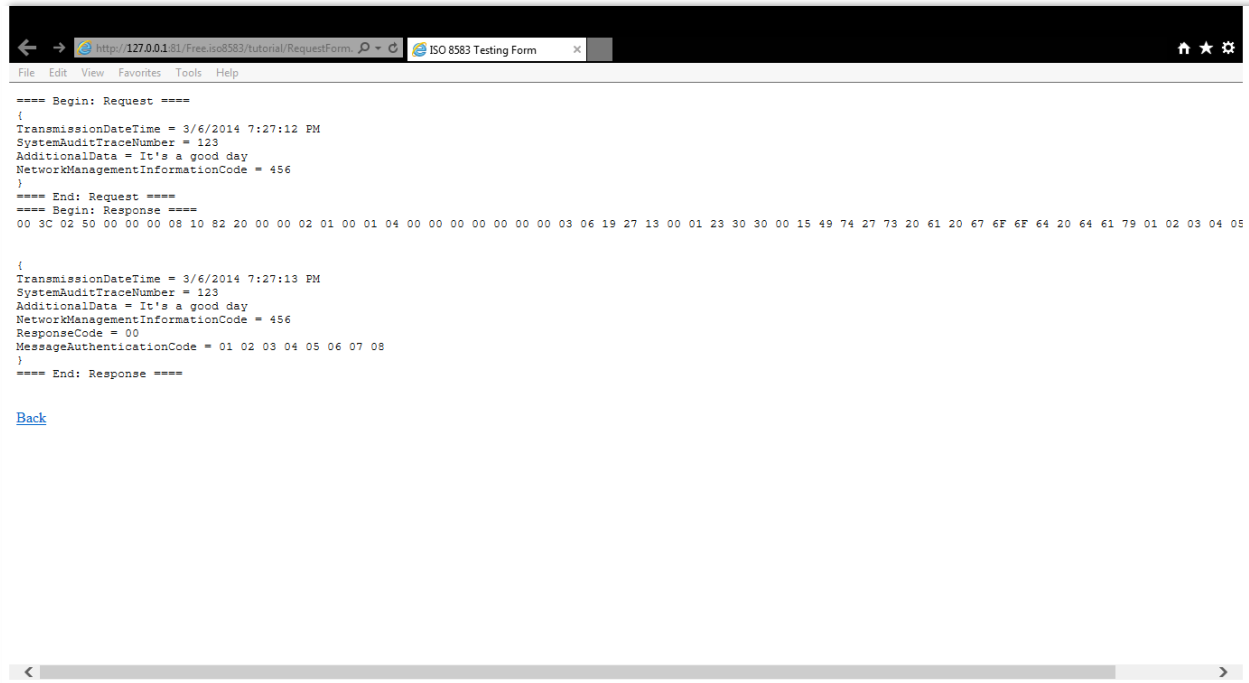 http://127.0.0.1:81/Free.iso8583/tutorial/RequestForm.
ISO 8583 Testing Form
File Edit View Favorites Tools Help
==== Begin: Request ====
{
TransmissionDateTime = 3/6/2014 7:27:12 PM
SystemAuditTraceNumber = 123
AdditionalData = It's a good day
NetworkManagementInformationCode = 456
}
==== End: Request ====
==== Begin: Response ====
00 3C 02 50 00 00 00 08 10 82 20 00 00 02 01 00 01 04 00 00 00 00 00 00 00 03 06 19 27 13 00 01 23 30 30 00 15 49 74 27 73 20 61 20 67 6F 6F 64 20 64 61 79 01 02 03 04 05
{
TransmissionDateTime = 3/6/2014 7:27:13 PM
SystemAuditTraceNumber = 123
AdditionalData = It's a good day
NetworkManagementInformationCode = 456
ResponseCode = 00
MessageAuthenticationCode = 01 02 03 04 05 06 07 08
}
==== End: Response ====
Back